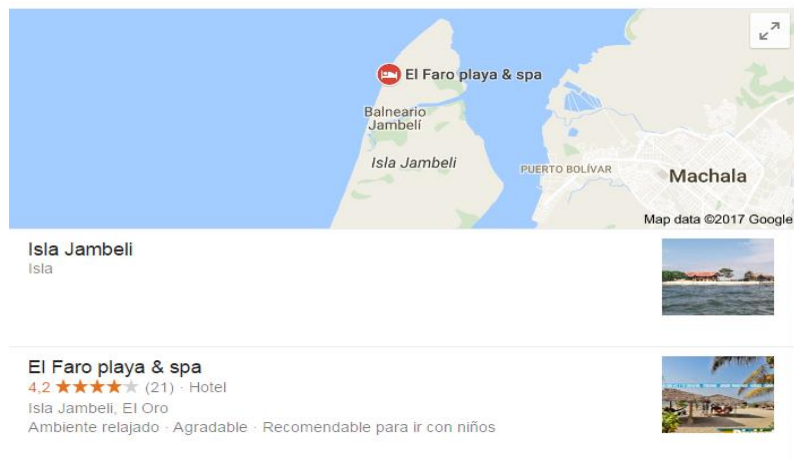 El Faro playa & spa
Balneario
Jambelí
Isla Jambeli
PUERTO BOLÍVAR
Machala
Map data ©2017 Google
Isla Jambeli
Isla
El Faro playa & spa
4,2 ★★★★★ (21) · Hotel
Isla Jambeli, El Oro
Ambiente relajado · Agradable · Recomendable para ir con niños